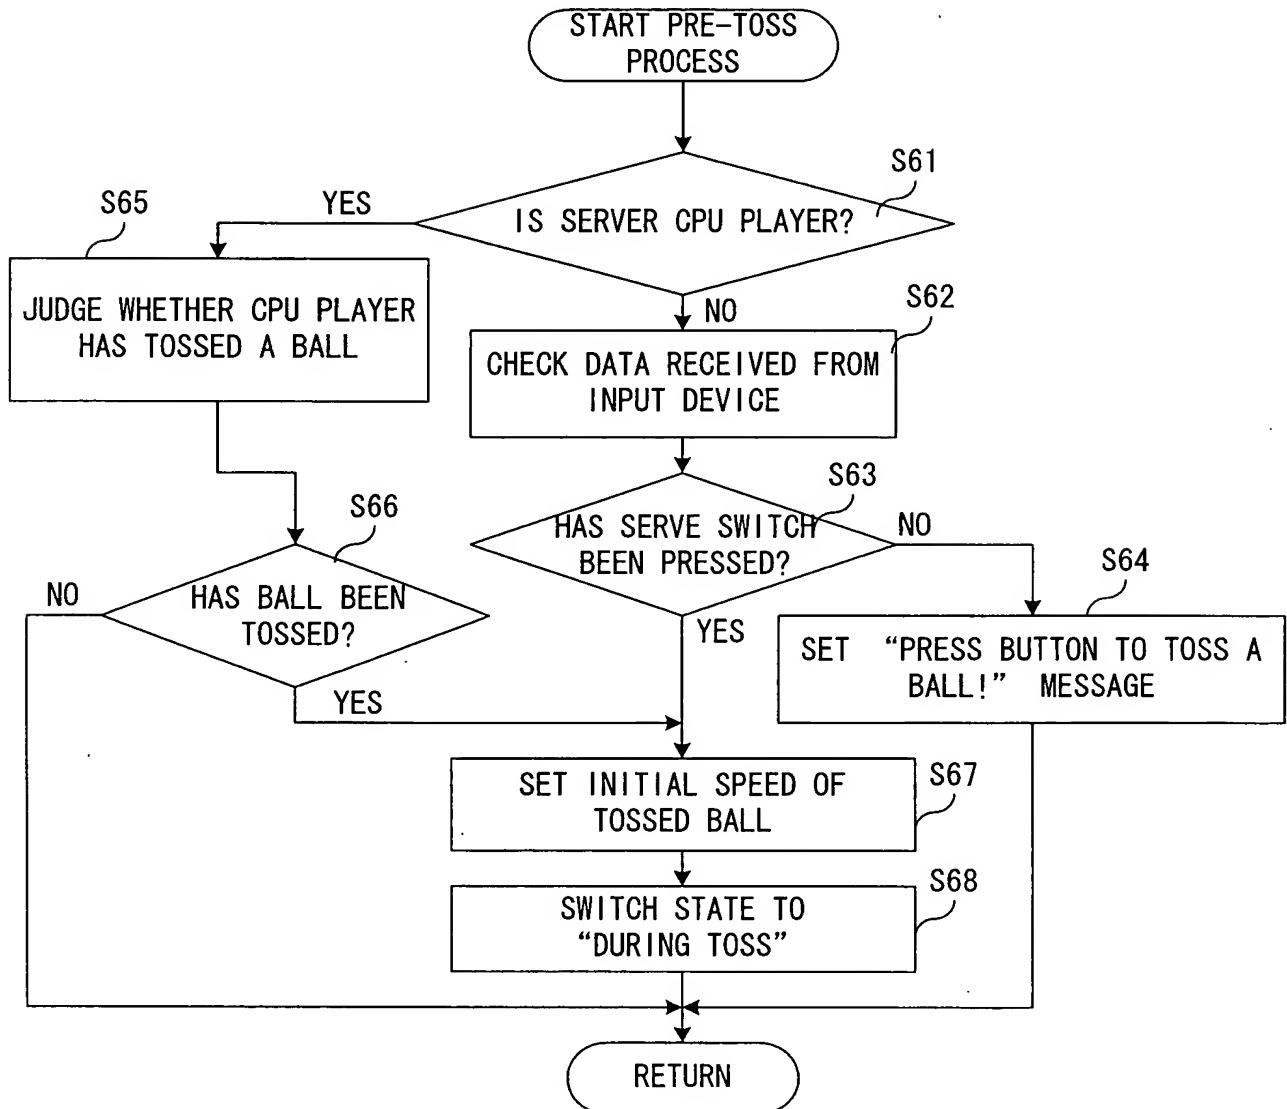 START PRE-TOSS
PROCESS
S61
IS SERVER CPU PLAYER?
YES
S65
JUDGE WHETHER CPU PLAYER
HAS TOSSED A BALL
NO
S62
CHECK DATA RECEIVED FROM
INPUT DEVICE
S63
HAS SERVE SWITCH
BEEN PRESSED?
NO
S64
SET “PRESS BUTTON TO TOSS A
BALL!” MESSAGE
S66
HAS BALL BEEN
TOSSED?
NO
YES
YES
S67
SET INITIAL SPEED OF
TOSSED BALL
S68
SWITCH STATE TO
“DURING TOSS”
RETURN